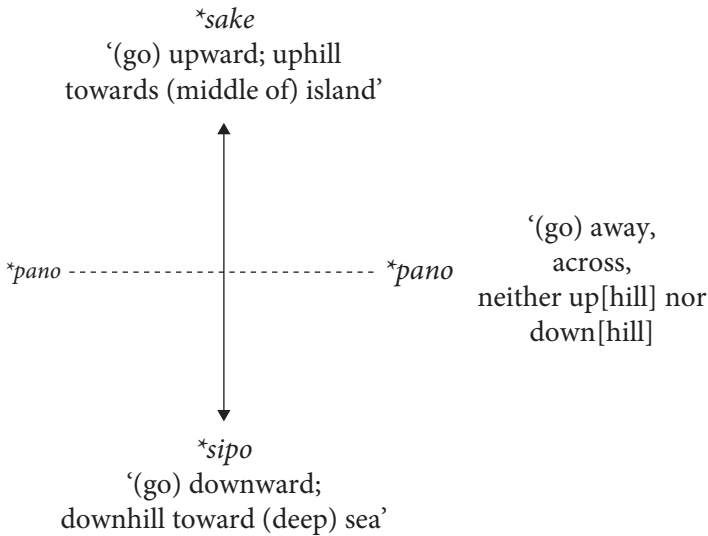 *sake
‘(go) upward; uphill
towards (middle of) island’
*pano
*pano
‘(go) away,
across,
neither up[hill] nor
down[hill]
*sipo
‘(go) downward;
downhill toward (deep) sea’